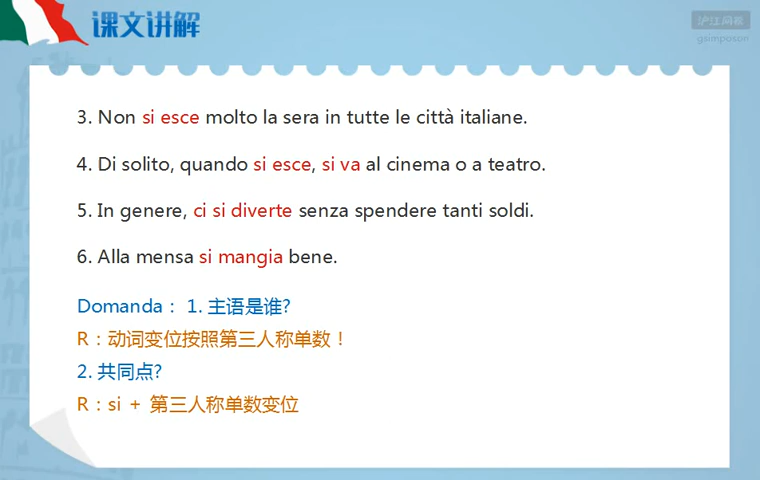 课文讲解
沪江网校
gsimposon
3. Non si esce molto la sera in tutte le città italiane.
4. Di solito, quando si esce, si va al cinema o a teatro.
5. In genere, ci si diverte senza spendere tanti soldi.
6. Alla mensa si mangia bene.
Domanda： 1. 主语是谁?
R：动词变位按照第三人称单数！
2. 共同点?
R：si + 第三人称单数变位